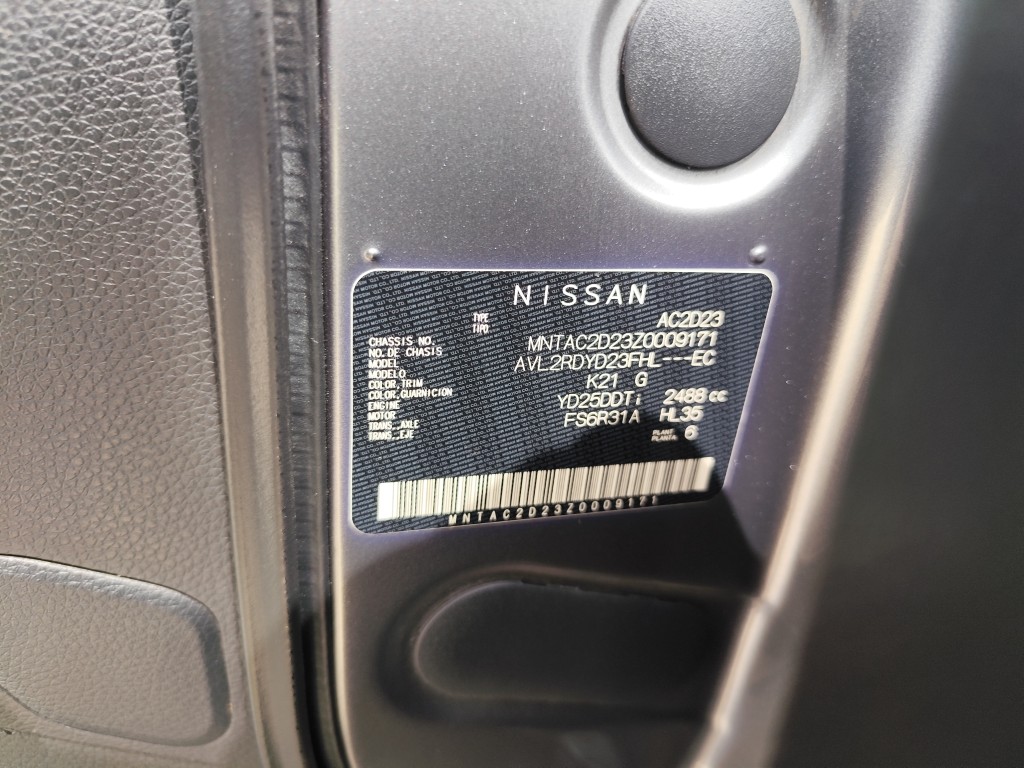 NISSAN
TYPE
TIPO
AC2D23
CHASSIS NO.
NO. DE CHASIS
MNTAC2D23Z0009171
MODEL
MODELO
AVL2RDYD23FHL---EC
COLOR, TRIM
COLOR, GUARNICION
K21 G
ENGINE
MOTOR
YD25DDTi 2488 cc
TRANS., AXLE
TRANS., EJE
FS6R31A HL35
PLANT
PLANTA
6
MNTAC2D23Z0009171